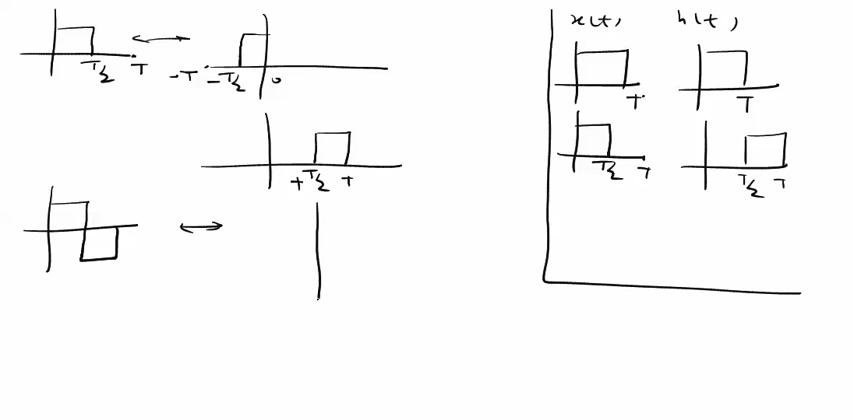 x(t) h(t)
T/2 T -T -T/2 0
T T
T/2 T T/2 T
+T/2 T